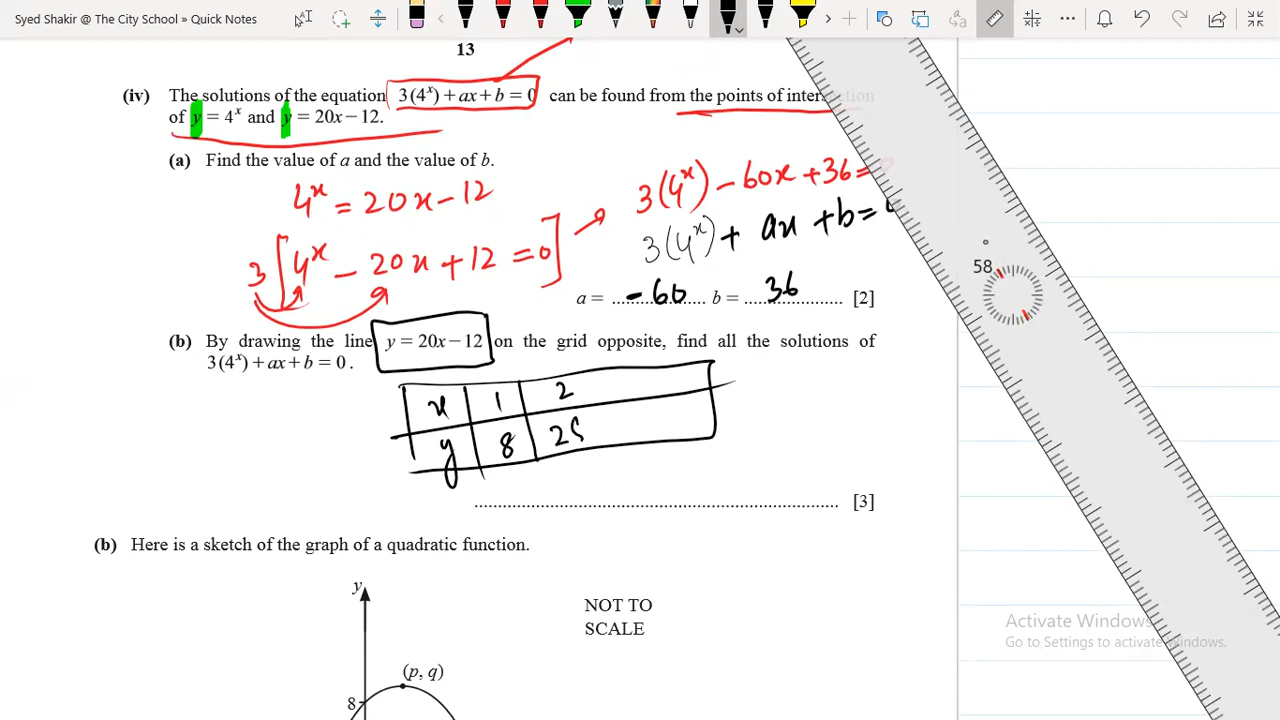 Syed Shakir @ The City School » Quick Notes
13
(iv) The solutions of the equation 3(4ˣ) + ax + b = 0 can be found from the points of intersection
of y = 4ˣ and y = 20x − 12.
(a) Find the value of a and the value of b.
4ˣ = 20x − 12
3(4ˣ) − 60x + 36 =
3[4ˣ − 20x + 12 = 0]
3(4ˣ) + ax + b =
a = ...−60... b = ...36... [2]
(b) By drawing the line y = 20x − 12 on the grid opposite, find all the solutions of
3(4ˣ) + ax + b = 0.
x 1 2
y 8 28
[3]
(b) Here is a sketch of the graph of a quadratic function.
y
NOT TO
SCALE
(p, q)
8
58°
Activate Windows
Go to Settings to activate Windows.